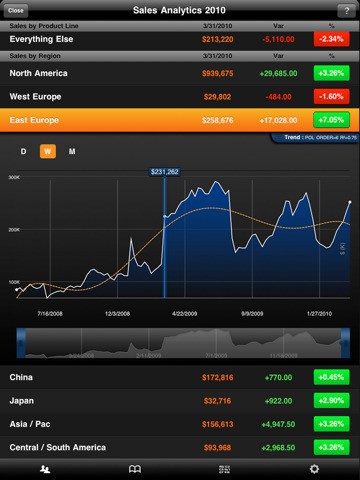 Close Sales Analytics 2010 ?
Sales by Product Line 3/31/2010 Var %
Everything Else $213,220 -5,110.00 -2.34%
Sales by Region 3/31/2010 Var %
North America $939,675 +29,685.00 +3.26%
West Europe $29,802 -484.00 -1.60%
East Europe $258,676 +17,028.00 +7.05%
Trend : POL ORDER=6 R²=0.75
D W M
$231,262
300K
200K
100K
$ (K)
7/16/2008 12/3/2008 4/22/2009 9/9/2009 1/27/2010
China $172,816 +770.00 +0.45%
Japan $32,716 +922.00 +2.90%
Asia / Pac $156,613 +4,947.50 +3.26%
Central / South America $93,968 +2,968.50 +3.26%